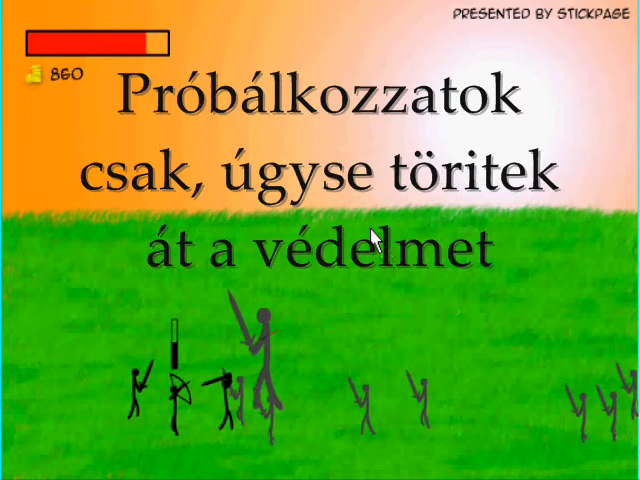 PRESENTED BY STICKPAGE
860
Próbálkozzatok
csak, úgyse töritek
át a védelmet